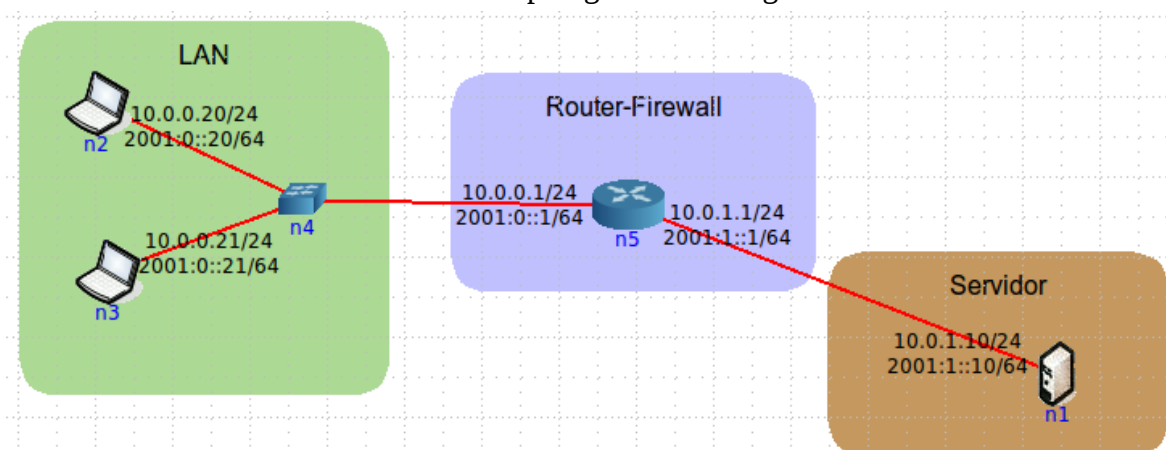 LAN
10.0.0.20/24
2001:0::20/64
n2
10.0.0.21/24
2001:0::21/64
n3
n4
Router-Firewall
10.0.0.1/24
2001:0::1/64
n5
10.0.1.1/24
2001:1::1/64
Servidor
10.0.1.10/24
2001:1::10/64
n1